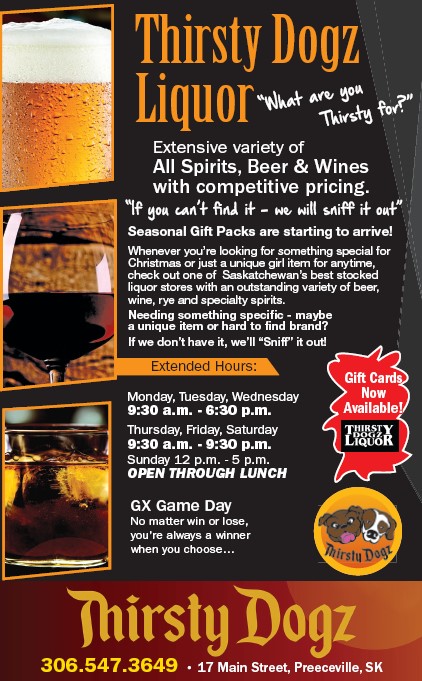 Thirsty Dogz
Liquor
"What are you
Thirsty for?"
Extensive variety of
All Spirits, Beer & Wines
with competitive pricing.
"If you can't find it - we will sniff it out"
Seasonal Gift Packs are starting to arrive!
Whenever you're looking for something special for
Christmas or just a unique girl item for anytime,
check out one of Saskatchewan's best stocked
liquor stores with an outstanding variety of beer,
wine, rye and specialty spirits.
Needing something specific - maybe
a unique item or hard to find brand?
If we don't have it, we'll "Sniff" it out!
Extended Hours:
Monday, Tuesday, Wednesday
9:30 a.m. - 6:30 p.m.
Thursday, Friday, Saturday
9:30 a.m. - 9:30 p.m.
Sunday 12 p.m. - 5 p.m.
OPEN THROUGH LUNCH
Gift Cards
Now
Available!
THIRSTY
DOGZ
LIQUOR
GX Game Day
No matter win or lose,
you're always a winner
when you choose...
Thirsty Dogz
Thirsty Dogz
306.547.3649 • 17 Main Street, Preeceville, SK